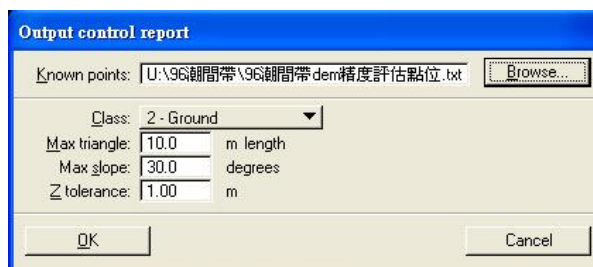 Output control report
Known points: U:\96潮間帶\96潮間帶dem精度評估點位.txt Browse...
Class: 2 - Ground
Max triangle: 10.0 m length
Max slope: 30.0 degrees
Z tolerance: 1.00 m
OK Cancel